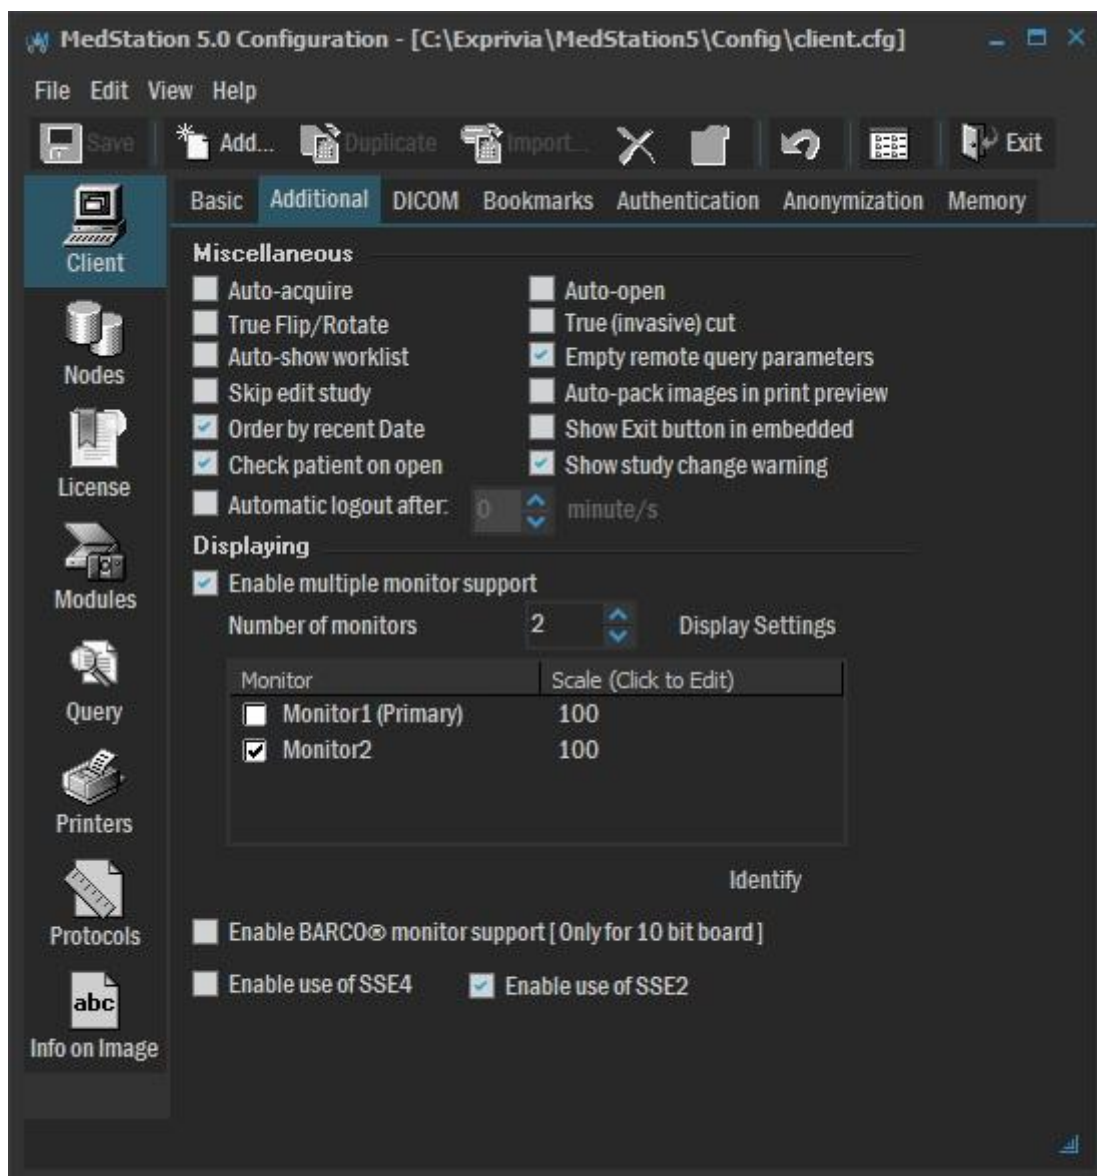 MedStation 5.0 Configuration - [C:\Exprivia\MedStation5\Config\client.cfg]
File Edit View Help
Save Add... Duplicate Import... Exit
Client
Nodes
License
Modules
Query
Printers
Protocols
abc
Info on Image
Basic Additional DICOM Bookmarks Authentication Anonymization Memory
Miscellaneous
Auto-acquire Auto-open
True Flip/Rotate True (invasive) cut
Auto-show worklist Empty remote query parameters
Skip edit study Auto-pack images in print preview
Order by recent Date Show Exit button in embedded
Check patient on open Show study change warning
Automatic logout after: 0 minute/s
Displaying
Enable multiple monitor support
Number of monitors 2 Display Settings
Monitor Scale (Click to Edit)
Monitor1 (Primary) 100
Monitor2 100
Identify
Enable BARCO® monitor support [ Only for 10 bit board ]
Enable use of SSE4 Enable use of SSE2